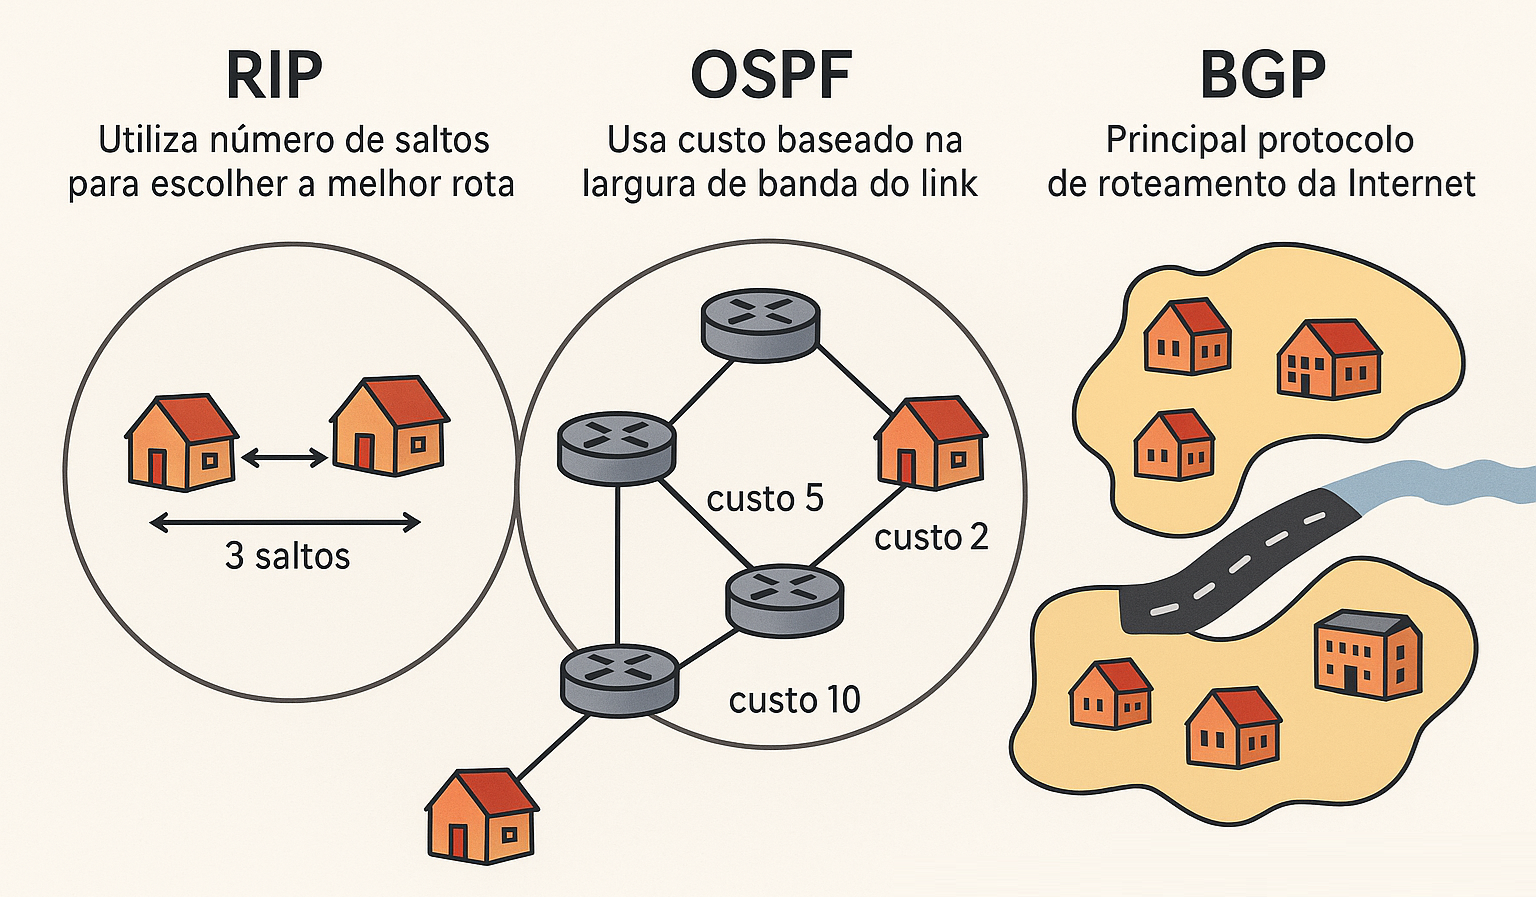 RIP
Utiliza número de saltos
para escolher a melhor rota
3 saltos
OSPF
Usa custo baseado na
largura de banda do link
custo 5
custo 2
custo 10
BGP
Principal protocolo
de roteamento da Internet